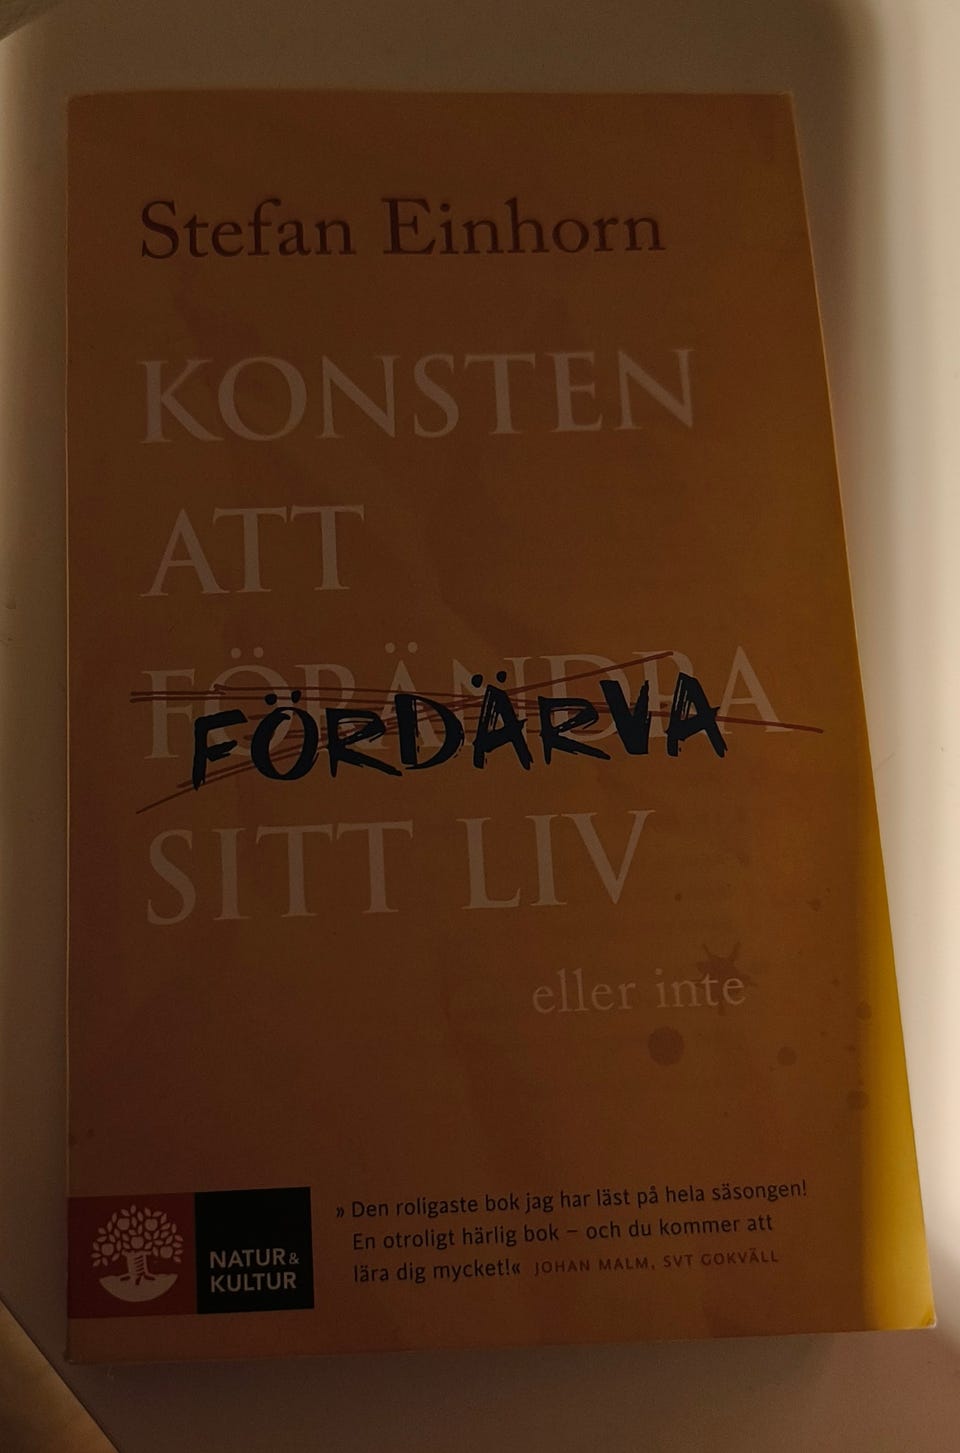 Stefan Einhorn
KONSTEN
ATT
FÖRÄNDRA
FÖRDÄRVA
SITT LIV
eller inte
NATUR &
KULTUR
» Den roligaste bok jag har läst på hela säsongen!
En otroligt härlig bok – och du kommer att
lära dig mycket!« JOHAN MALM, SVT GOKVÄLL